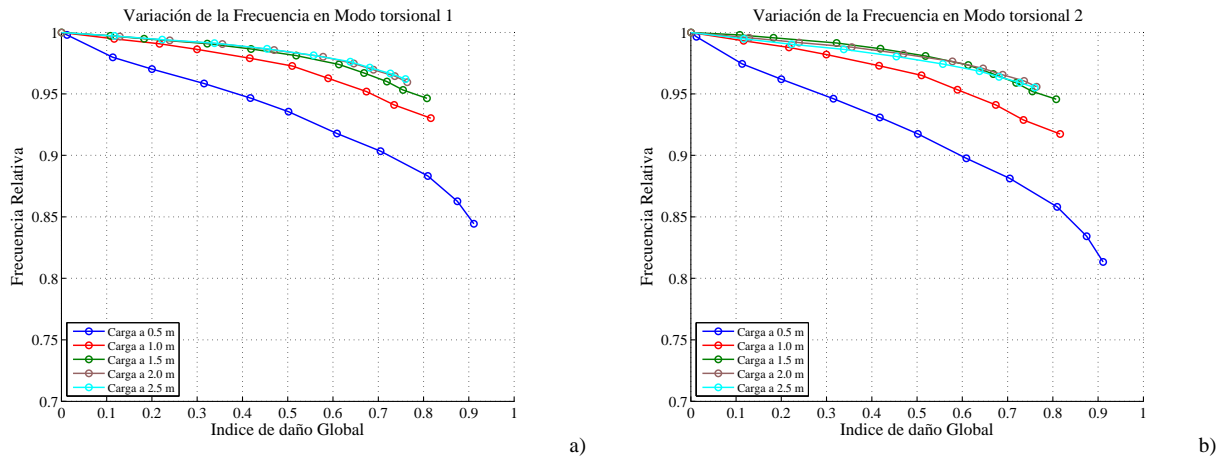 Variación de la Frecuencia en Modo torsional 1
1
0.95
0.9
0.85
0.8
0.75
0.7
Frecuencia Relativa
Carga a 0.5 m
Carga a 1.0 m
Carga a 1.5 m
Carga a 2.0 m
Carga a 2.5 m
0 0.1 0.2 0.3 0.4 0.5 0.6 0.7 0.8 0.9 1
Indice de daño Global
a)
Variación de la Frecuencia en Modo torsional 2
1
0.95
0.9
0.85
0.8
0.75
0.7
Frecuencia Relativa
Carga a 0.5 m
Carga a 1.0 m
Carga a 1.5 m
Carga a 2.0 m
Carga a 2.5 m
0 0.1 0.2 0.3 0.4 0.5 0.6 0.7 0.8 0.9 1
Indice de daño Global
b)